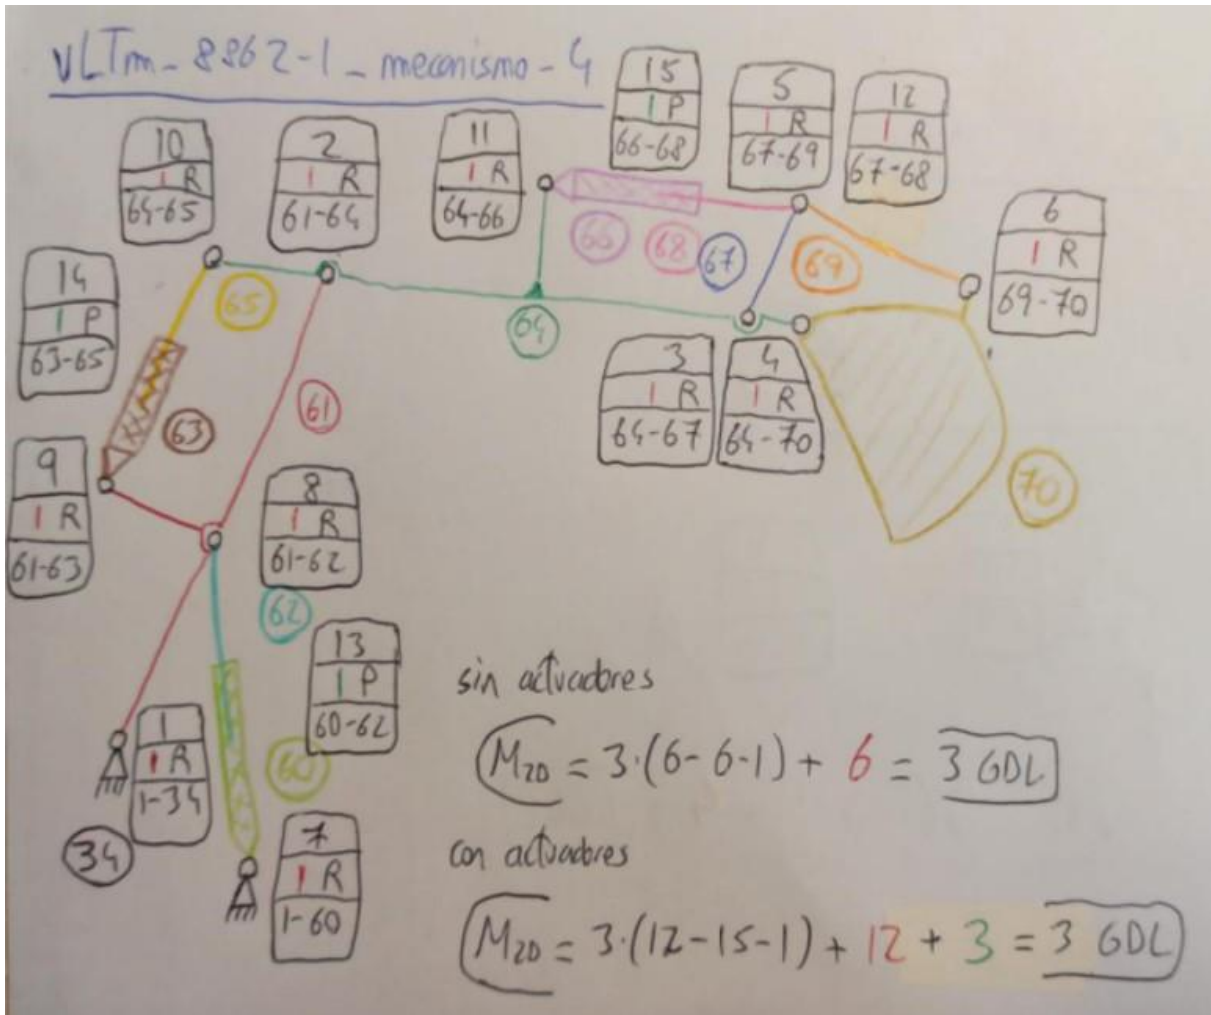 vLTm-8862-1-mecanismo-4
15
1 P
66-68
5
1 R
67-69
12
1 R
67-68
10
1 R
64-65
2
1 R
61-64
11
1 R
64-66
6
1 R
69-70
14
1 P
63-65
65
66
68
67
69
64
3
1 R
64-67
4
1 R
64-70
61
63
70
9
1 R
61-63
8
1 R
61-62
62
13
1 P
60-62
60
1
1 R
1-34
34
7
1 R
1-60
sin actuadores
M2D = 3·(6-6-1) + 6 = 3 GDL
con actuadores
M2D = 3·(12-15-1) + 12 + 3 = 3 GDL